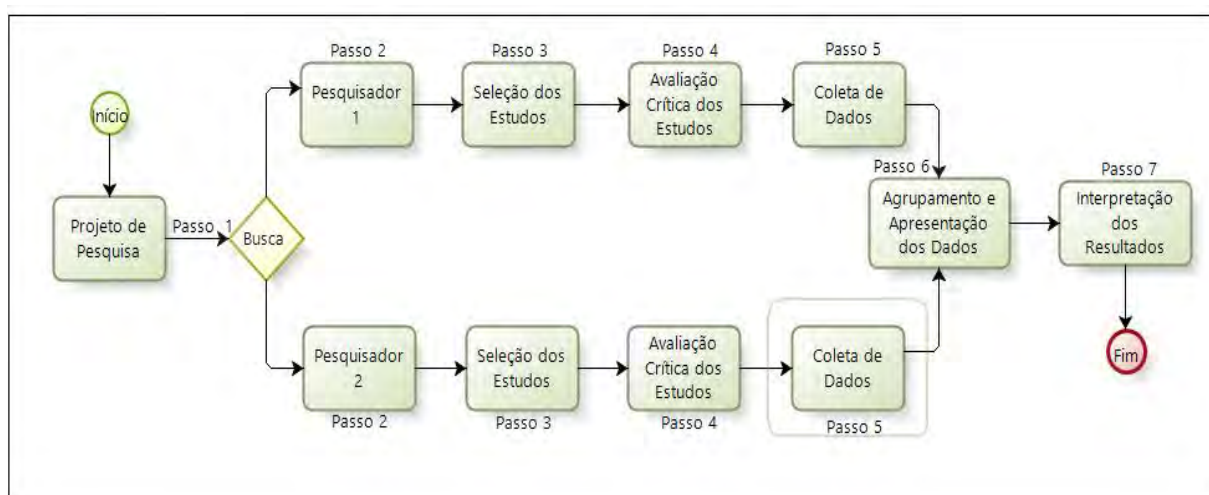 Passo 2
Passo 3
Passo 4
Passo 5
Início
Pesquisador
1
Seleção dos
Estudos
Avaliação
Crítica dos
Estudos
Coleta de
Dados
Projeto de
Pesquisa
Passo 1
Busca
Passo 6
Agrupamento e
Apresentação
dos Dados
Passo 7
Interpretação
dos
Resultados
Pesquisador
2
Seleção dos
Estudos
Avaliação
Crítica dos
Estudos
Coleta de
Dados
Fim
Passo 2
Passo 3
Passo 4
Passo 5